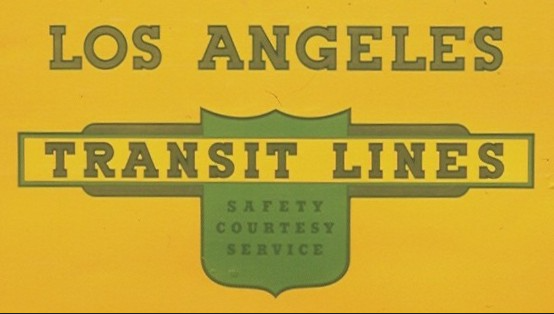 LOS ANGELES
TRANSIT LINES
SAFETY
COURTESY
SERVICE